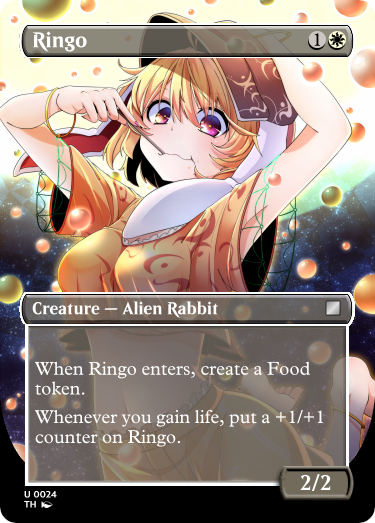 Ringo 1
Creature — Alien Rabbit
When Ringo enters, create a Food
token.
Whenever you gain life, put a +1/+1
counter on Ringo.
2/2
U 0024
TH